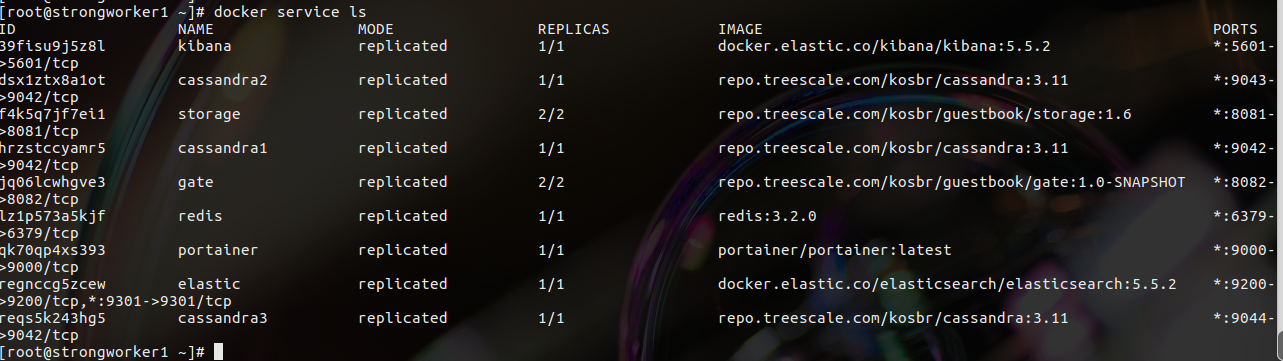 [root@strongworker1 ~]# docker service ls
ID NAME MODE REPLICAS IMAGE PORTS
39fisu9j5z8l kibana replicated 1/1 docker.elastic.co/kibana/kibana:5.5.2 *:5601-
>5601/tcp
dsx1ztx8a1ot cassandra2 replicated 1/1 repo.treescale.com/kosbr/cassandra:3.11 *:9043-
>9042/tcp
f4k5q7jf7ei1 storage replicated 2/2 repo.treescale.com/kosbr/guestbook/storage:1.6 *:8081-
>8081/tcp
hrzstccyamr5 cassandra1 replicated 1/1 repo.treescale.com/kosbr/cassandra:3.11 *:9042-
>9042/tcp
jq06lcwhgve3 gate replicated 2/2 repo.treescale.com/kosbr/guestbook/gate:1.0-SNAPSHOT *:8082-
>8082/tcp
lz1p573a5kjf redis replicated 1/1 redis:3.2.0 *:6379-
>6379/tcp
qk70qp4xs393 portainer replicated 1/1 portainer/portainer:latest *:9000-
>9000/tcp
regnccg5zcew elastic replicated 1/1 docker.elastic.co/elasticsearch/elasticsearch:5.5.2 *:9200-
>9200/tcp,*:9301->9301/tcp
reqs5k243hg5 cassandra3 replicated 1/1 repo.treescale.com/kosbr/cassandra:3.11 *:9044-
>9042/tcp
[root@strongworker1 ~]#